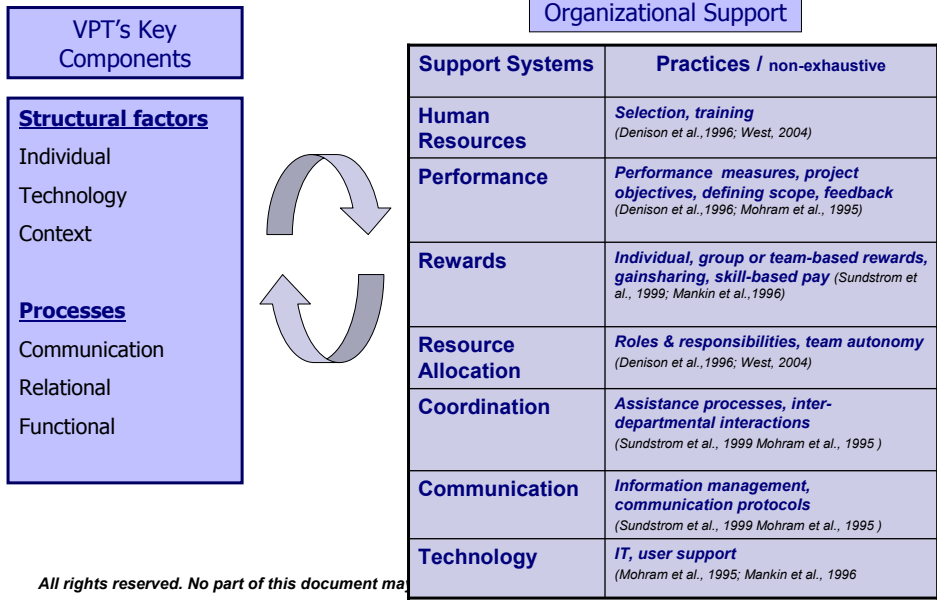 VPT's Key
Components
Structural factors
Individual
Technology
Context
Processes
Communication
Relational
Functional
Organizational Support
Support Systems
Practices / non-exhaustive
Human
Resources
Selection, training
(Denison et al.,1996; West, 2004)
Performance
Performance measures, project
objectives, defining scope, feedback
(Denison et al.,1996; Mohram et al., 1995)
Rewards
Individual, group or team-based rewards,
gainsharing, skill-based pay (Sundstrom et
al., 1999; Mankin et al.,1996)
Resource
Allocation
Roles & responsibilities, team autonomy
(Denison et al.,1996; West, 2004)
Coordination
Assistance processes, inter-
departmental interactions
(Sundstrom et al., 1999 Mohram et al., 1995 )
Communication
Information management,
communication protocols
(Sundstrom et al., 1999 Mohram et al., 1995 )
Technology
IT, user support
(Mohram et al., 1995; Mankin et al., 1996
All rights reserved. No part of this document may